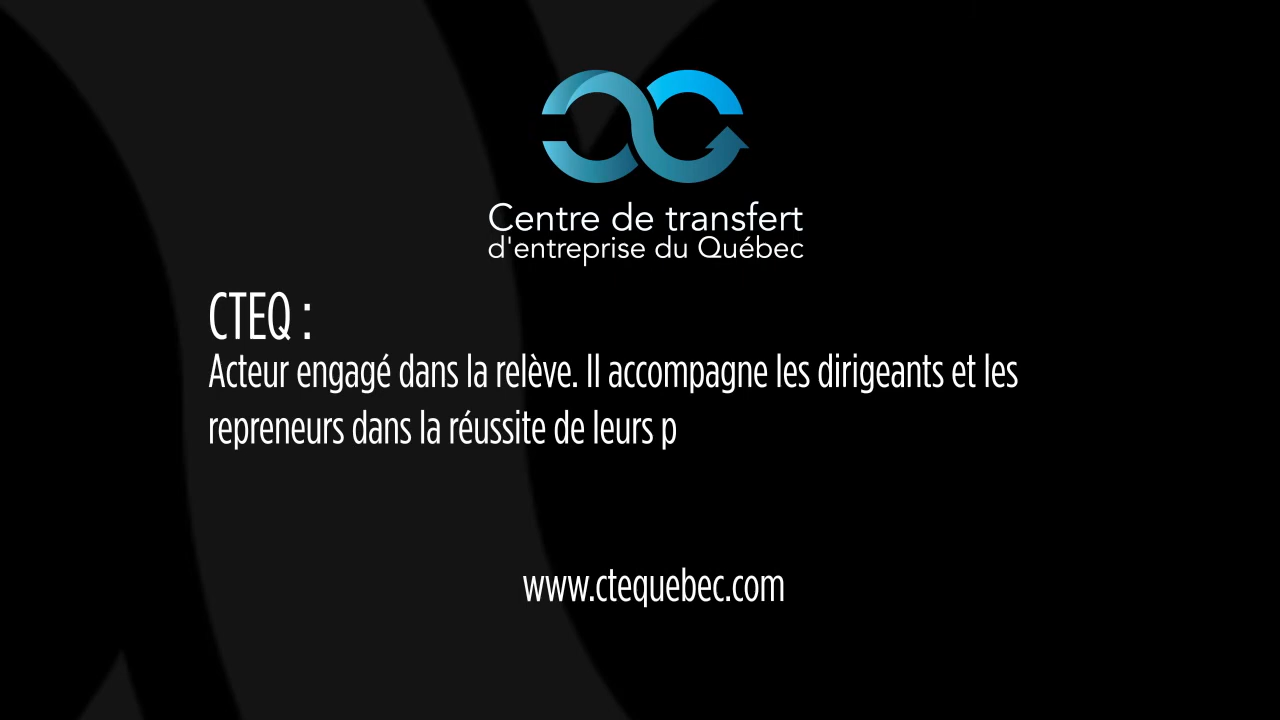 Centre de transfert
d'entreprise du Québec
CTEQ :
Acteur engagé dans la relève. Il accompagne les dirigeants et les
repreneurs dans la réussite de leurs p
www.ctequebec.com